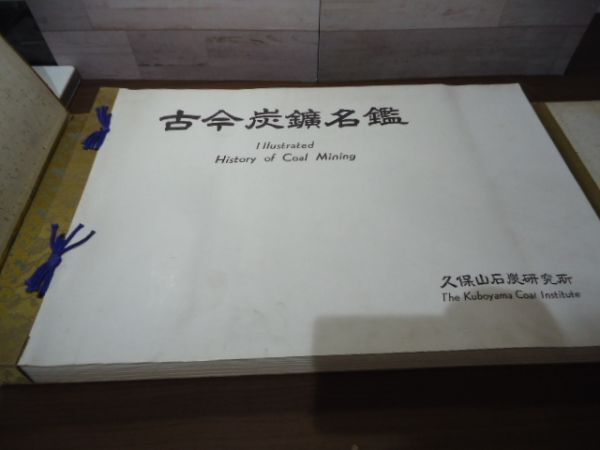 古今炭鑛名鑑
Illustrated
History of Coal Mining
久保山石炭研究所
The Kuboyama Coal Institute